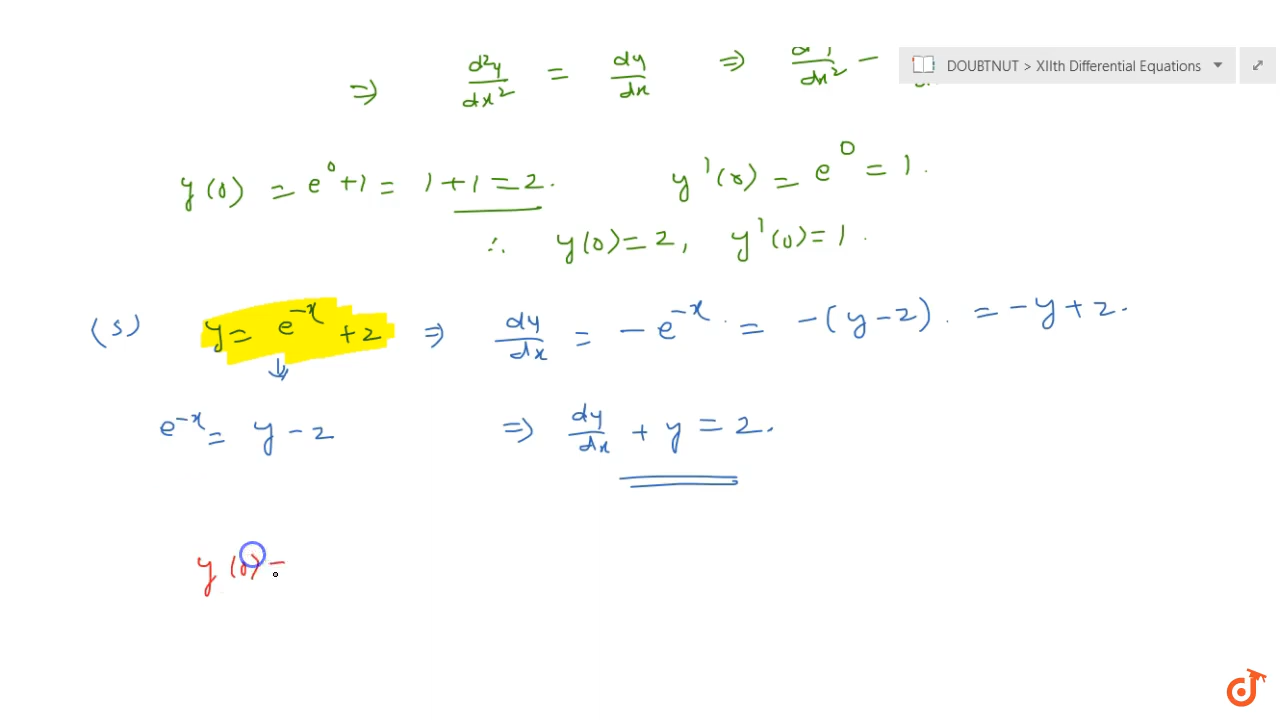 DOUBTNUT > XIIth Differential Equations
⇒ d²y/dx² = dy/dx ⇒ /dx² −
y(0) = e⁰+1 = 1+1 = 2. y'(0) = e⁰ = 1.
∴ y(0)=2, y'(0)=1.
(s) y = e⁻ˣ + 2 ⇒ dy/dx = −e⁻ˣ. = −(y−2). = −y+2.
↓
e⁻ˣ = y − 2 ⇒ dy/dx + y = 2.
y(0) −